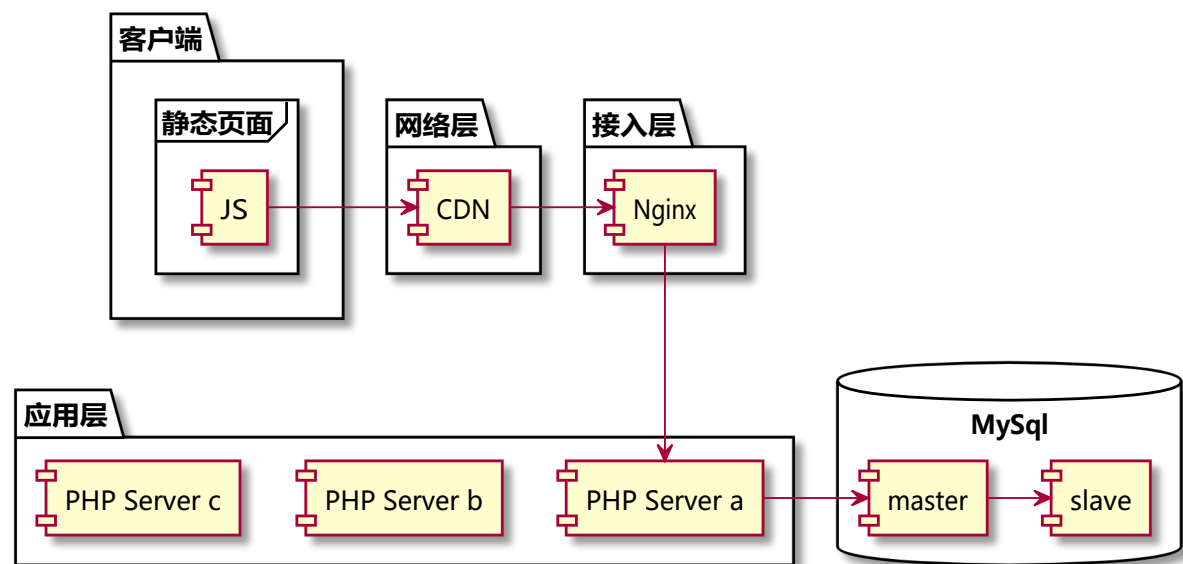 客户端
静态页面
网络层
接入层
JS
CDN
Nginx
应用层
MySql
PHP Server c
PHP Server b
PHP Server a
master
slave